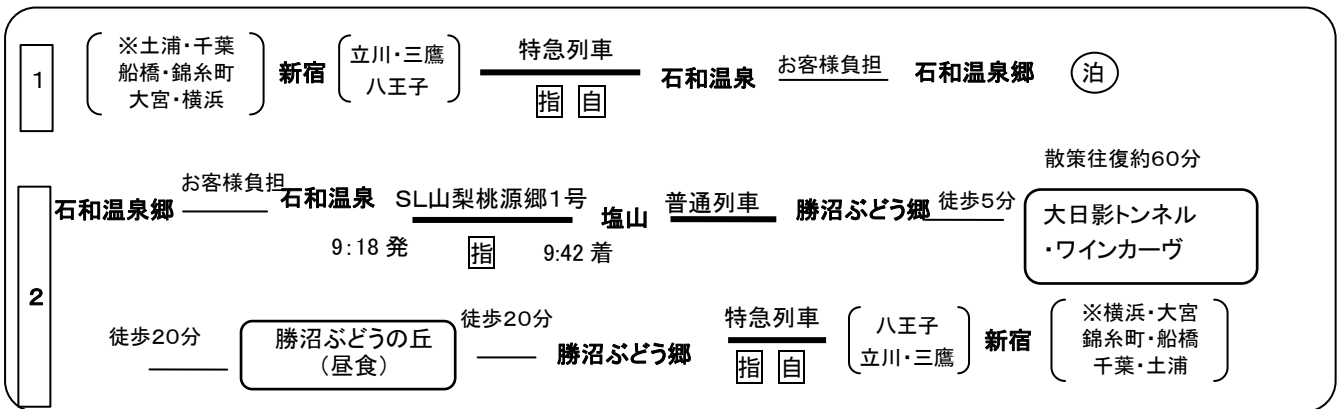 1
※土浦・千葉
船橋・錦糸町
大宮・横浜
新宿
立川・三鷹
八王子
特急列車
指 自
石和温泉
お客様負担
石和温泉郷
泊
2
石和温泉郷
お客様負担
石和温泉
9:18 発
SL山梨桃源郷1号
指
9:42 着
塩山
普通列車
勝沼ぶどう郷
徒歩5分
散策往復約60分
大日影トンネル
・ワインカーヴ
徒歩20分
勝沼ぶどうの丘
(昼食)
徒歩20分
勝沼ぶどう郷
特急列車
指 自
八王子
立川・三鷹
新宿
※横浜・大宮
錦糸町・船橋
千葉・土浦